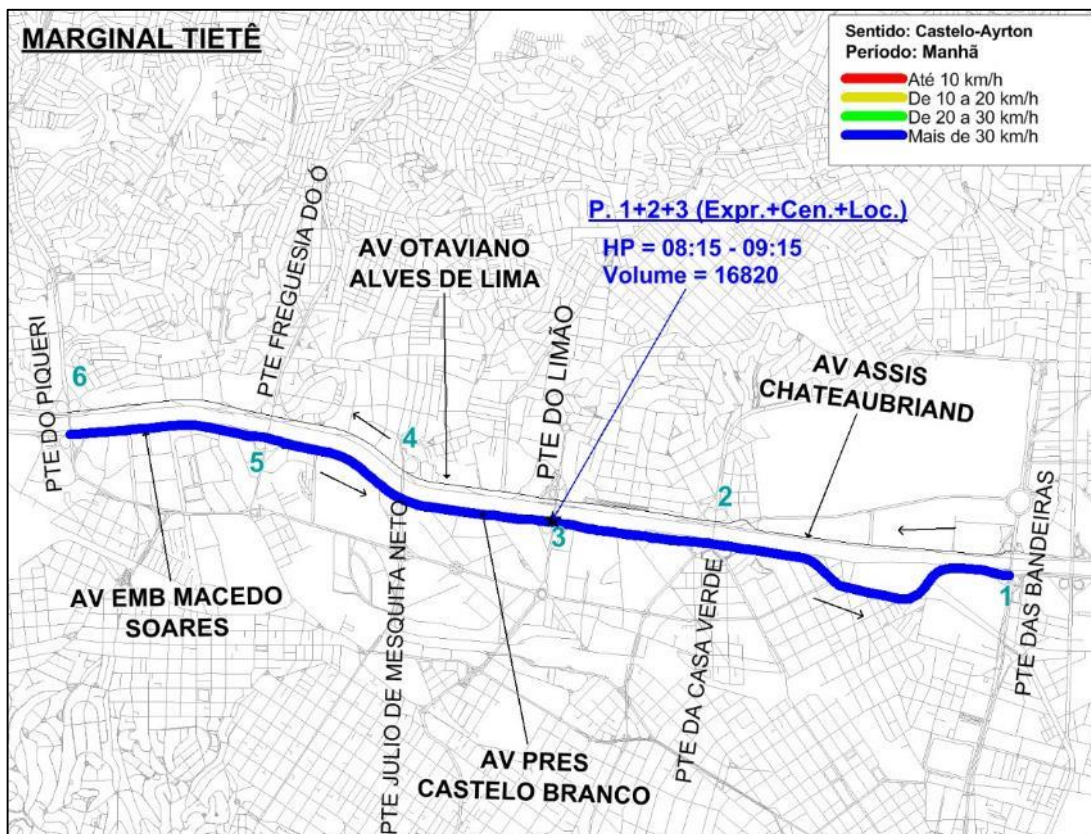 MARGINAL TIETÊ
Sentido: Castelo-Ayrton
Período: Manhã
Até 10 km/h
De 10 a 20 km/h
De 20 a 30 km/h
Mais de 30 km/h
P. 1+2+3 (Expr.+Cen.+Loc.)
HP = 08:15 - 09:15
Volume = 16820
AV OTAVIANO
ALVES DE LIMA
PTE FREGUESIA DO Ó
PTE DO LIMÃO
AV ASSIS
CHATEAUBRIAND
PTE DO PIQUERI
6
5
4
3
2
1
PTE DAS BANDEIRAS
AV EMB MACEDO
SOARES
PTE JULIO DE MESQUITA NETO
PTE DA CASA VERDE
AV PRES
CASTELO BRANCO